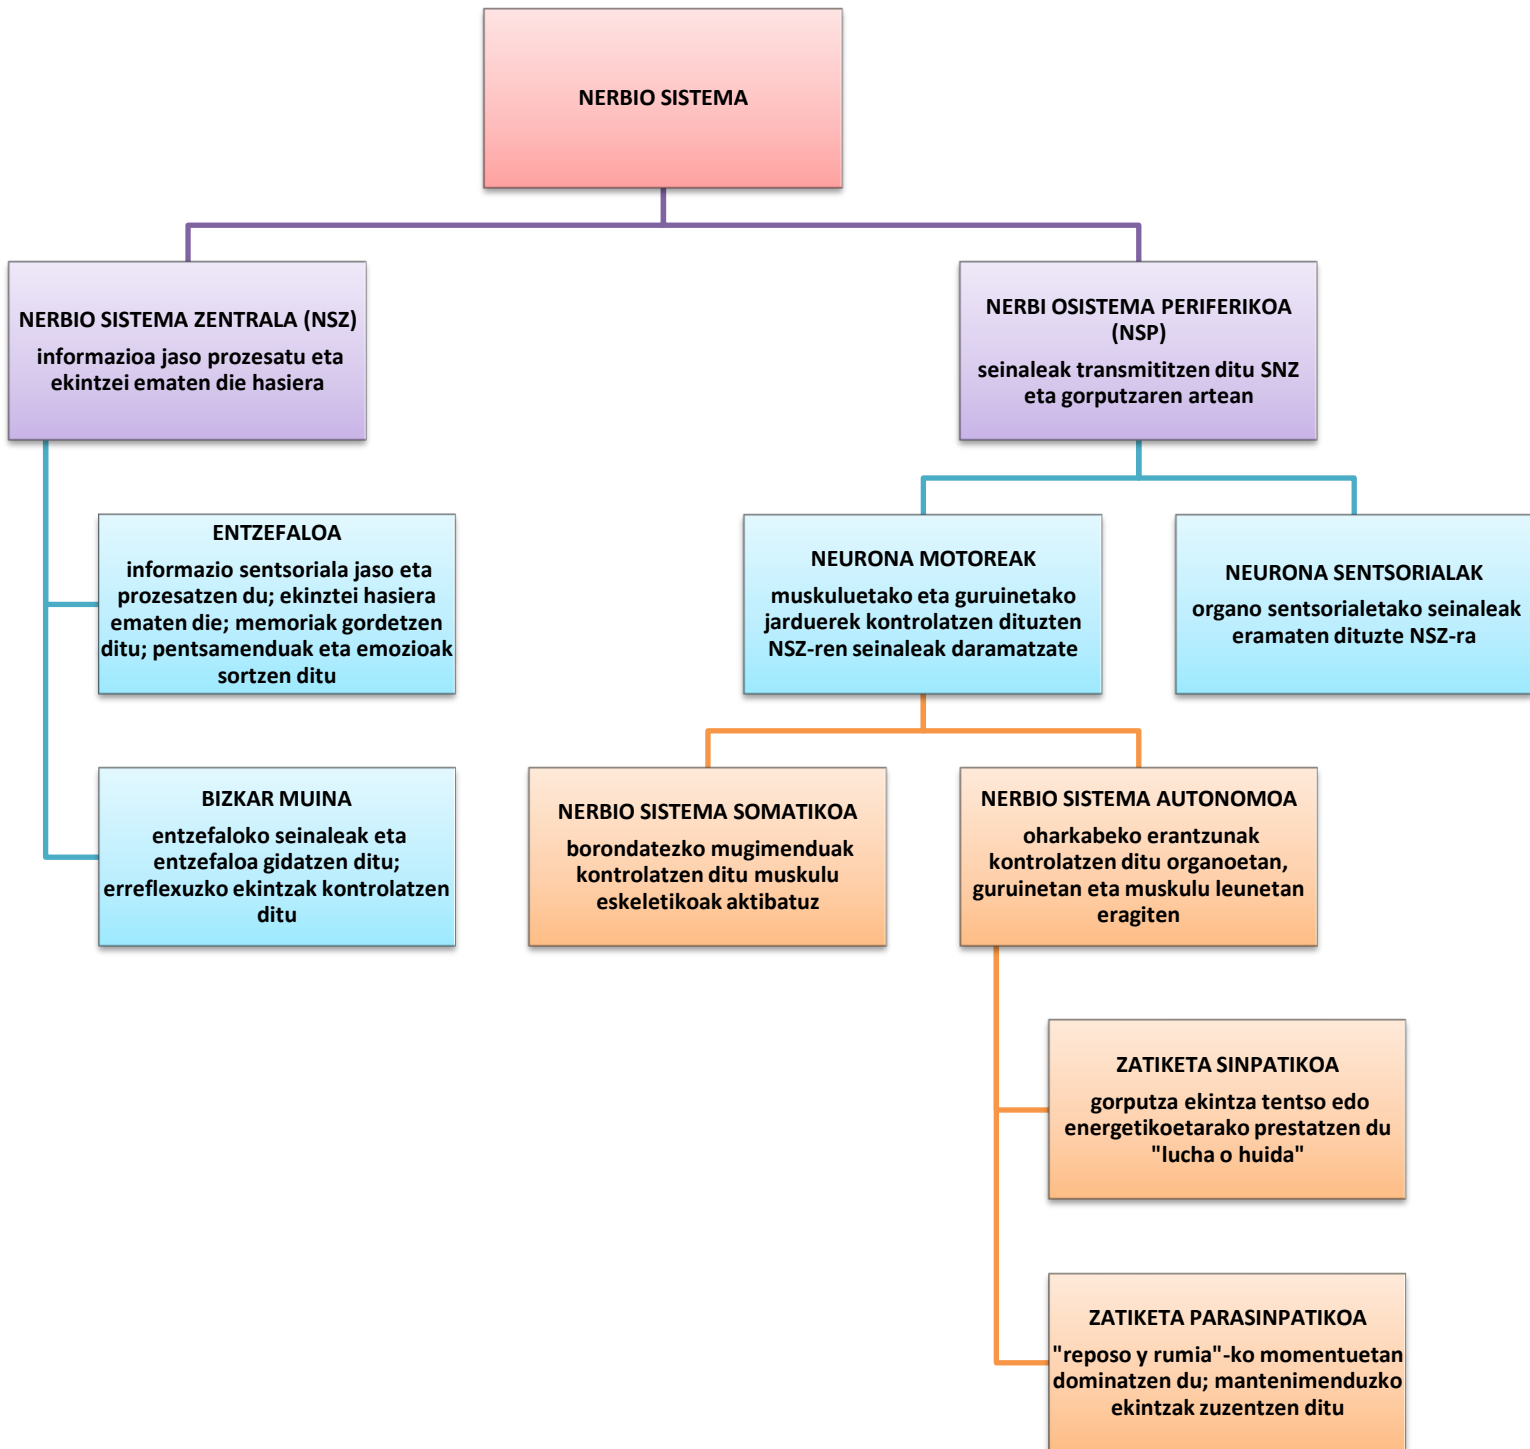 NERBIO SISTEMA
NERBIO SISTEMA ZENTRALA (NSZ)
informazioa jaso prozesatu eta
ekintzei ematen die hasiera
NERBI OSISTEMA PERIFERIKOA
(NSP)
seinaleak transmititzen ditu SNZ
eta gorputzaren artean
ENTZEFALOA
informazio sentsoriala jaso eta
prozesatzen du; ekinztei hasiera
ematen die; memoriak gordetzen
ditu; pentsamenduak eta emozioak
sortzen ditu
NEURONA MOTOREAK
muskuluetako eta guruinetako
jarduerek kontrolatzen dituzten
NSZ-ren seinaleak daramatzate
NEURONA SENTSORIALAK
organo sentsorialetako seinaleak
eramaten dituzte NSZ-ra
BIZKAR MUINA
entzefaloko seinaleak eta
entzefaloa gidatzen ditu;
erreflexuzko ekintzak kontrolatzen
ditu
NERBIO SISTEMA SOMATIKOA
borondatezko mugimenduak
kontrolatzen ditu muskulu
eskeletikoak aktibatuz
NERBIO SISTEMA AUTONOMOA
oharkabeko erantzunak
kontrolatzen ditu organoetan,
guruinetan eta muskulu leunetan
eragiten
ZATIKETA SINPATIKOA
gorputza ekintza tentso edo
energetikoetarako prestatzen du
"lucha o huida"
ZATIKETA PARASINPATIKOA
"reposo y rumia"-ko momentuetan
dominatzen du; mantenimenduzko
ekintzak zuzentzen ditu